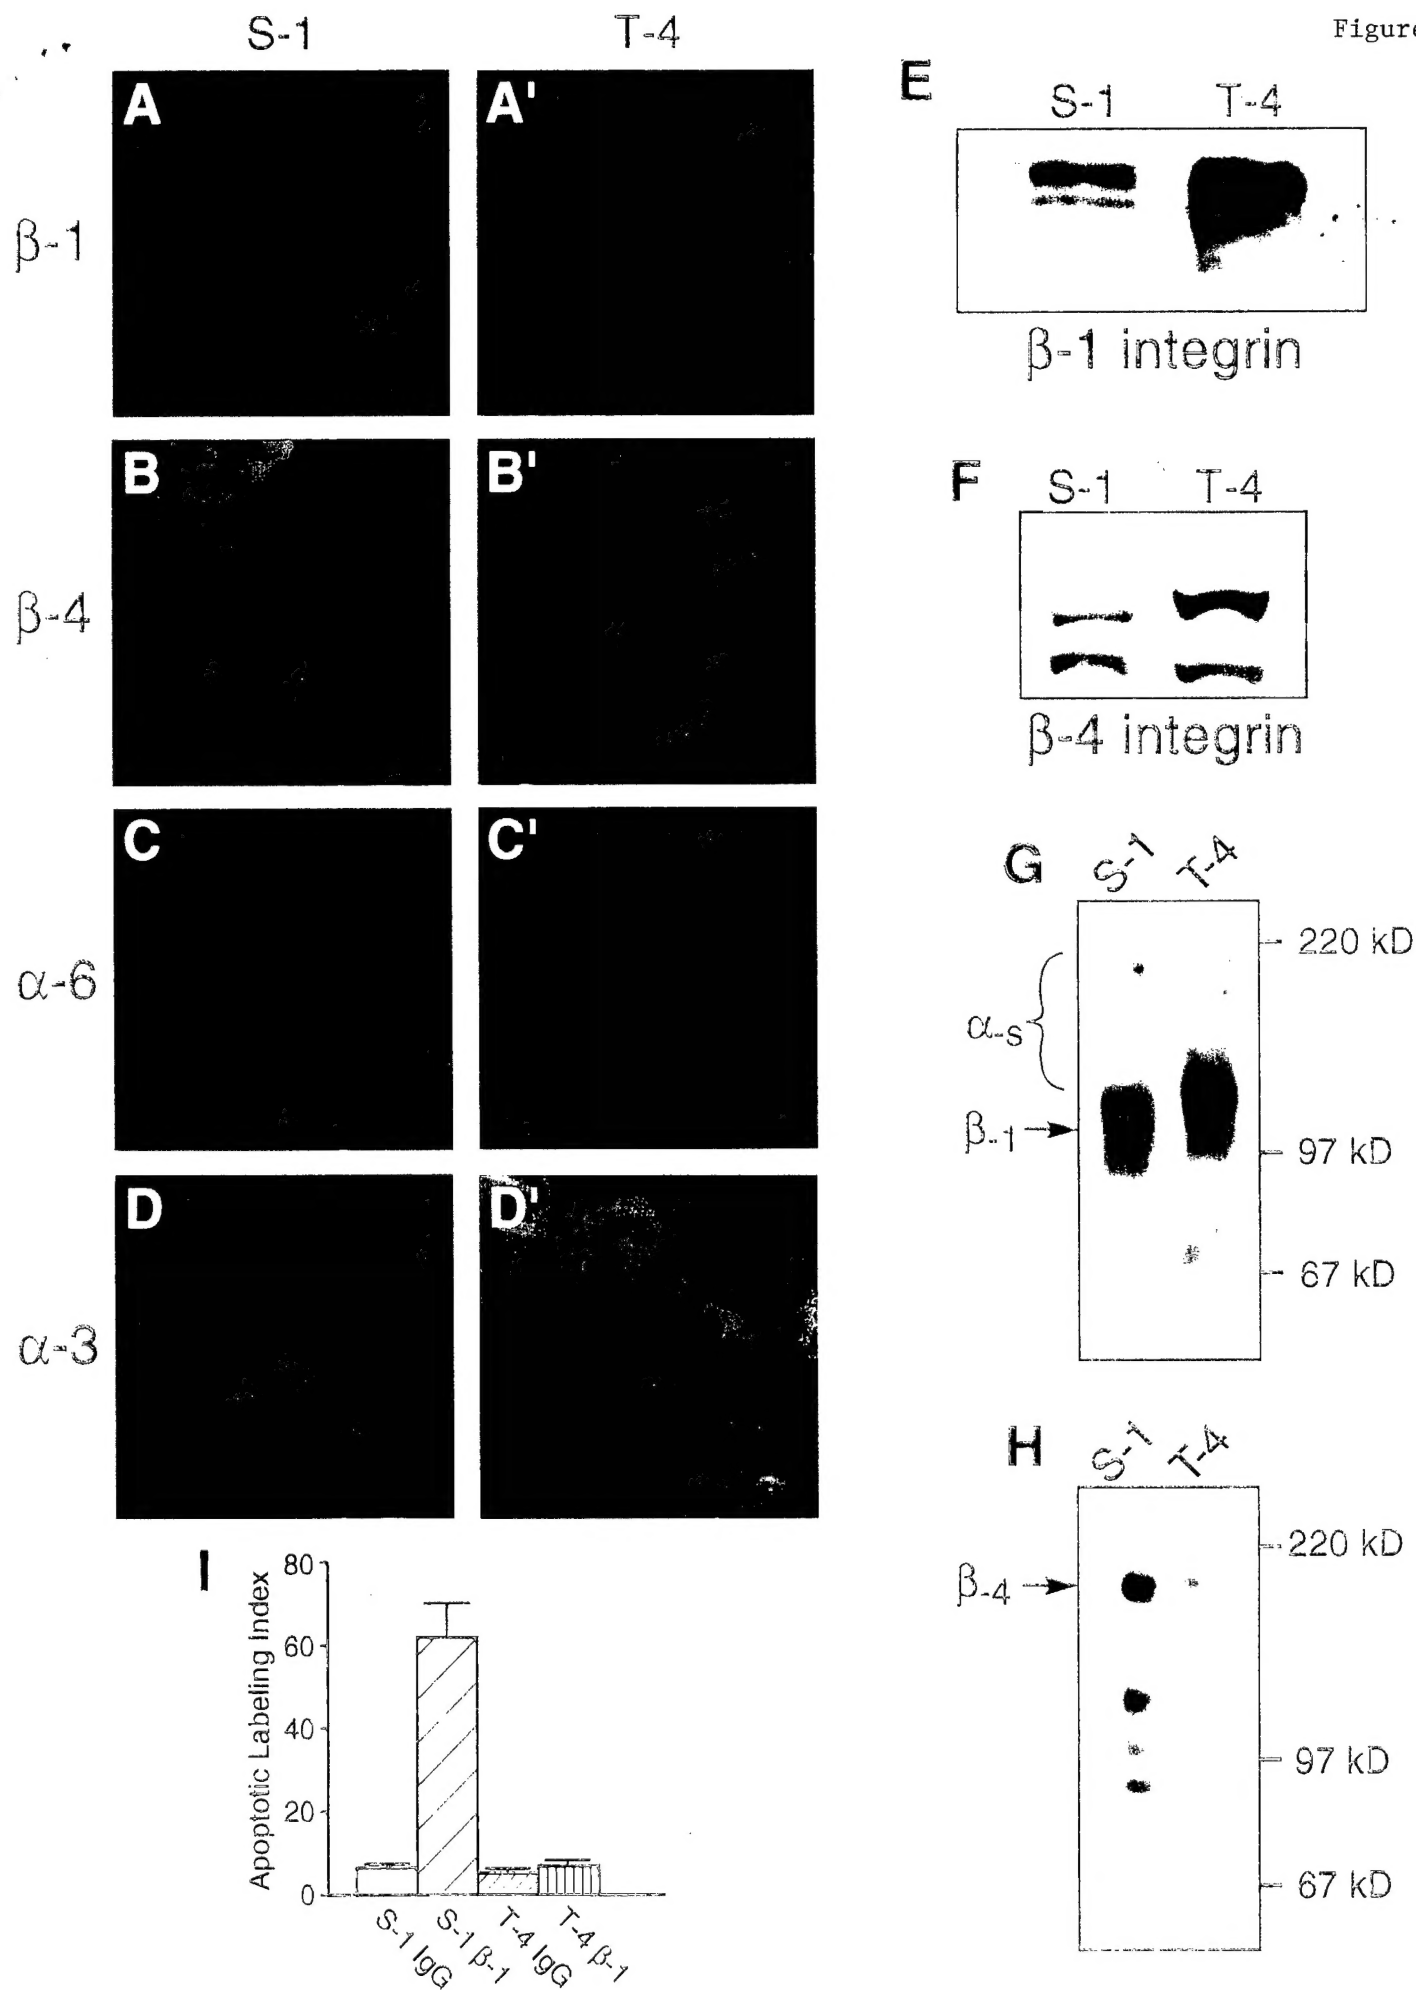 Figure
S-1 T-4
A A'
β-1
B B'
β-4
C C'
α-6
D D'
α-3
E
S-1 T-4
β-1 integrin
F
S-1 T-4
β-4 integrin
G
S-1 T-4
220 kD
α-s
β-1
97 kD
67 kD
H
S-1 T-4
220 kD
β-4
97 kD
67 kD
I
Apoptotic Labeling Index
80
60
40
20
0
S-1 IgG
S-1 β-1
T-4 IgG
T-4 β-1